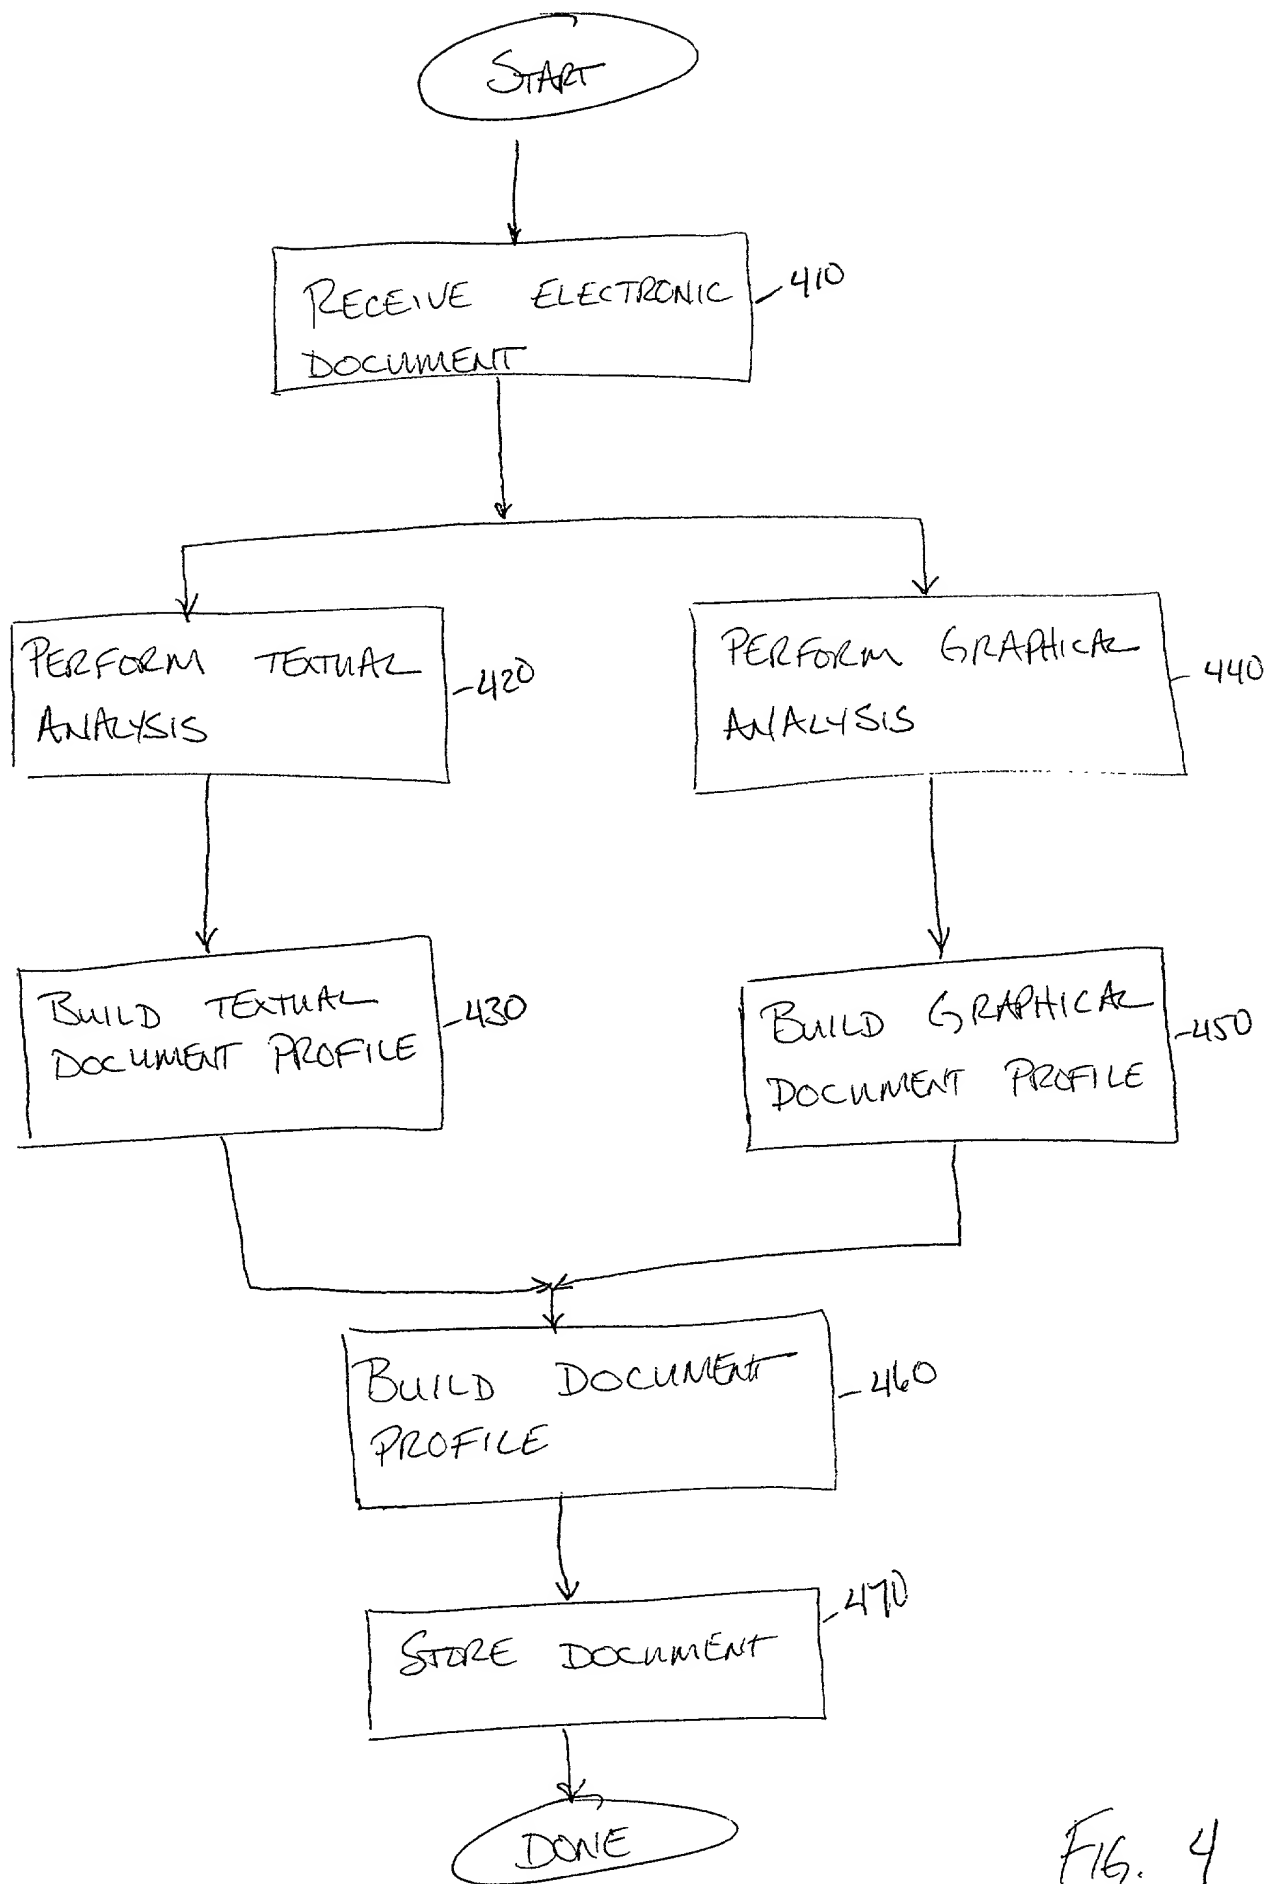 START
RECEIVE ELECTRONIC
DOCUMENT
410
PERFORM TEXTUAL
ANALYSIS
420
PERFORM GRAPHICAL
ANALYSIS
440
BUILD TEXTUAL
DOCUMENT PROFILE
430
BUILD GRAPHICAL
DOCUMENT PROFILE
450
BUILD DOCUMENT
PROFILE
460
STORE DOCUMENT
470
DONE
FIG. 4